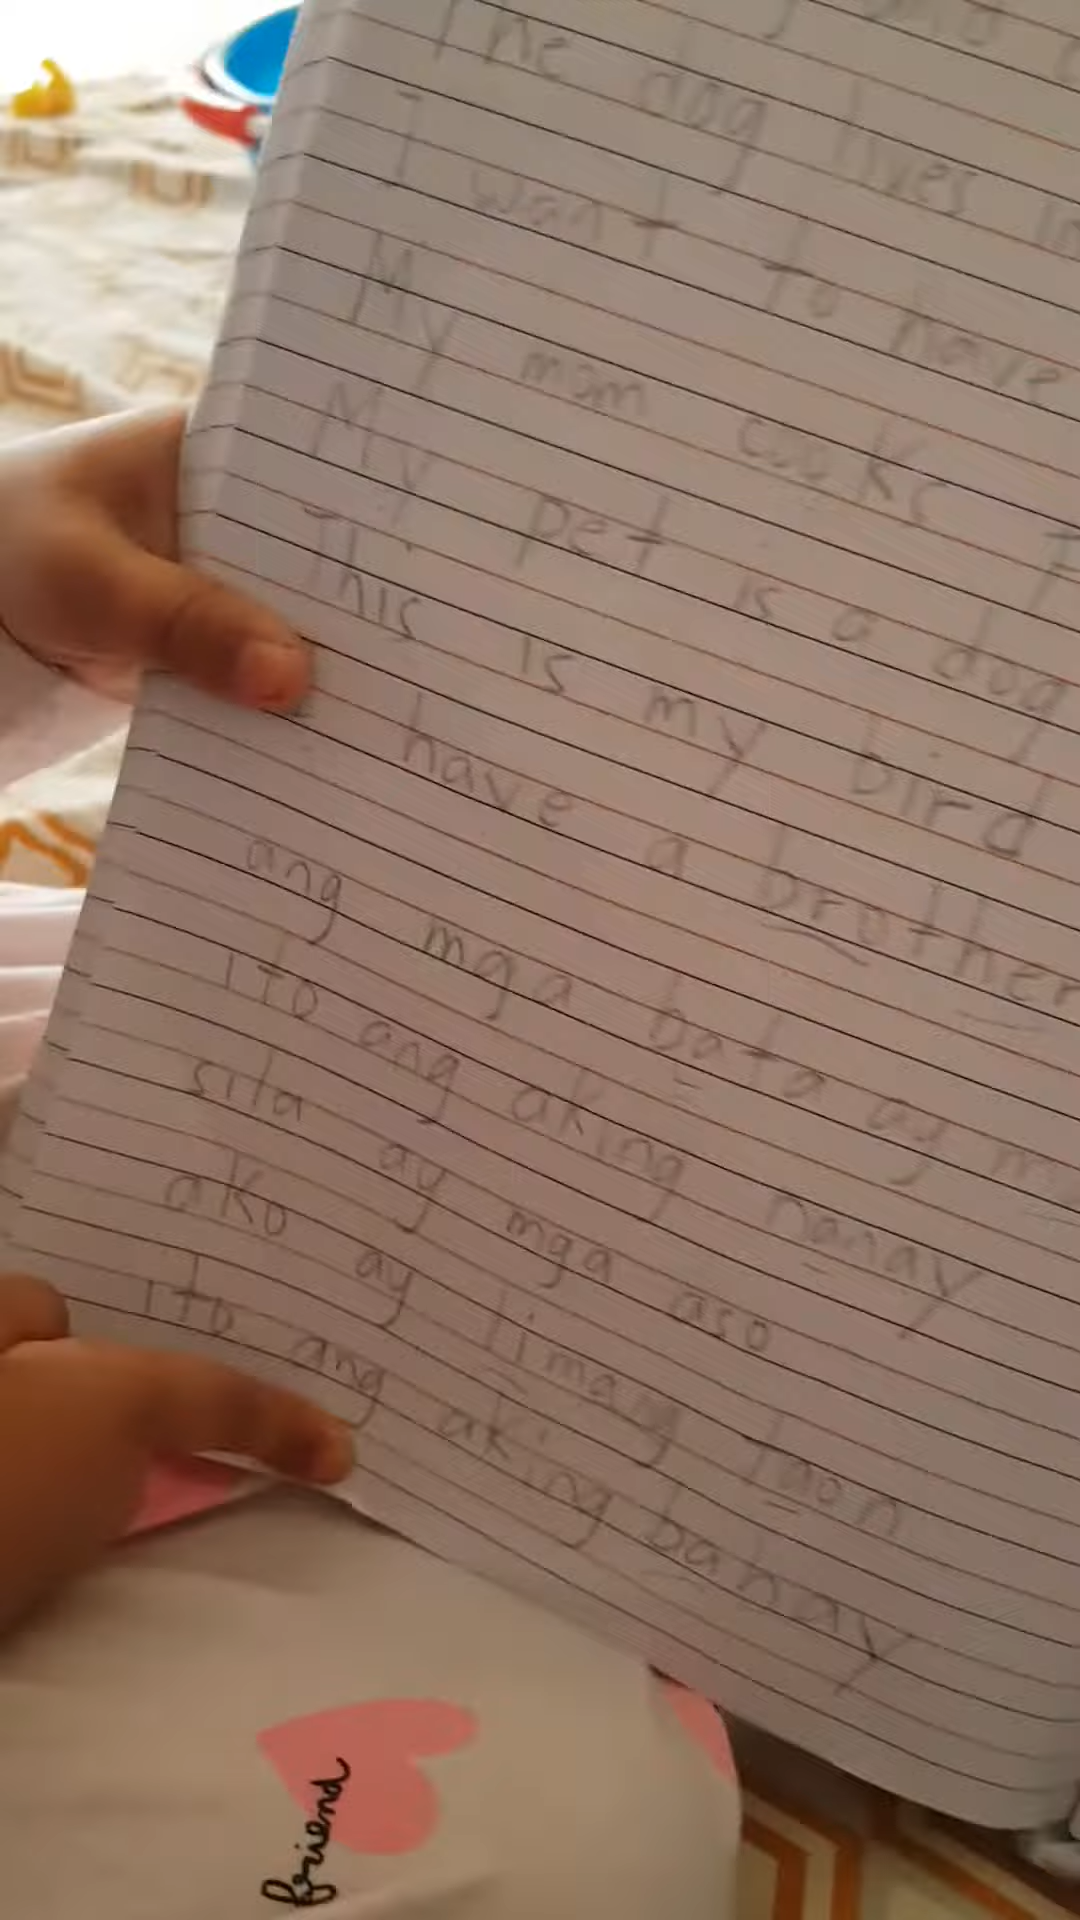 The dog lives in
I want to have
My mom cooks
My pet is a dog
This is my bird
I have a brother
ang mga bata ay
ito ang aking nanay
sila ay mga aso
ako ay limang taon
ito ang aking bahay
friend